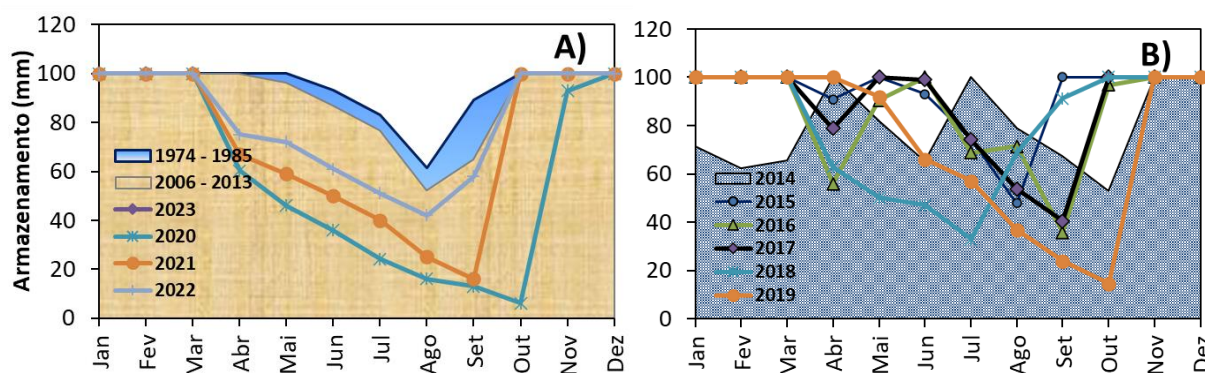 A)
Armazenamento (mm)
120
100
80
60
40
20
0
1974 - 1985
2006 - 2013
2023
2020
2021
2022
Jan
Fev
Mar
Abr
Mai
Jun
Jul
Ago
Set
Out
Nov
Dez
B)
120
100
80
60
40
20
0
2014
2015
2016
2017
2018
2019
Jan
Fev
Mar
Abr
Mai
Jun
Jul
Ago
Set
Out
Nov
Dez